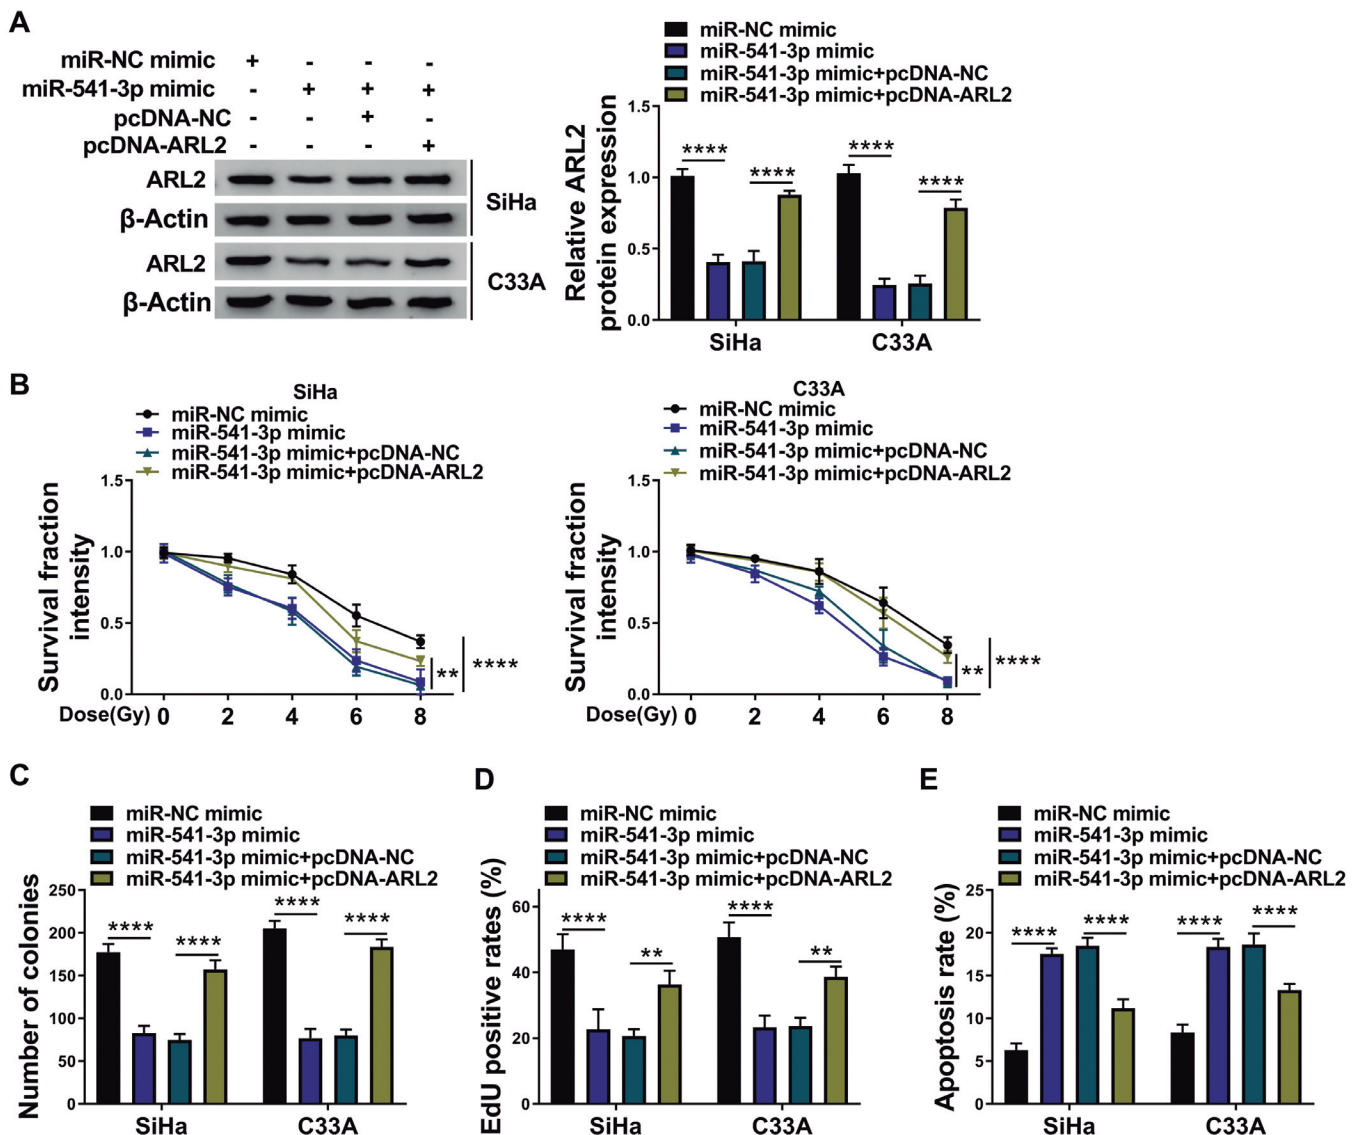 A
miR-NC mimic + - - -
miR-541-3p mimic - + + +
pcDNA-NC - - + -
pcDNA-ARL2 - - - +
ARL2
β-Actin
SiHa
ARL2
β-Actin
C33A
miR-NC mimic
miR-541-3p mimic
miR-541-3p mimic+pcDNA-NC
miR-541-3p mimic+pcDNA-ARL2
Relative ARL2
protein expression
1.5
1.0
0.5
0.0
**** **** **** ****
SiHa C33A
B
SiHa
miR-NC mimic
miR-541-3p mimic
miR-541-3p mimic+pcDNA-NC
miR-541-3p mimic+pcDNA-ARL2
Survival fraction
intensity
1.5
1.0
0.5
0.0
** ****
Dose(Gy) 0 2 4 6 8
C33A
miR-NC mimic
miR-541-3p mimic
miR-541-3p mimic+pcDNA-NC
miR-541-3p mimic+pcDNA-ARL2
Survival fraction
intensity
1.5
1.0
0.5
0.0
** ****
Dose(Gy) 0 2 4 6 8
C
miR-NC mimic
miR-541-3p mimic
miR-541-3p mimic+pcDNA-NC
miR-541-3p mimic+pcDNA-ARL2
Number of colonies
250
200
150
100
50
0
**** **** **** ****
SiHa C33A
D
miR-NC mimic
miR-541-3p mimic
miR-541-3p mimic+pcDNA-NC
miR-541-3p mimic+pcDNA-ARL2
EdU positive rates (%)
60
40
20
0
**** ** **** **
SiHa C33A
E
miR-NC mimic
miR-541-3p mimic
miR-541-3p mimic+pcDNA-NC
miR-541-3p mimic+pcDNA-ARL2
Apoptosis rate (%)
25
20
15
10
5
0
**** **** **** ****
SiHa C33A